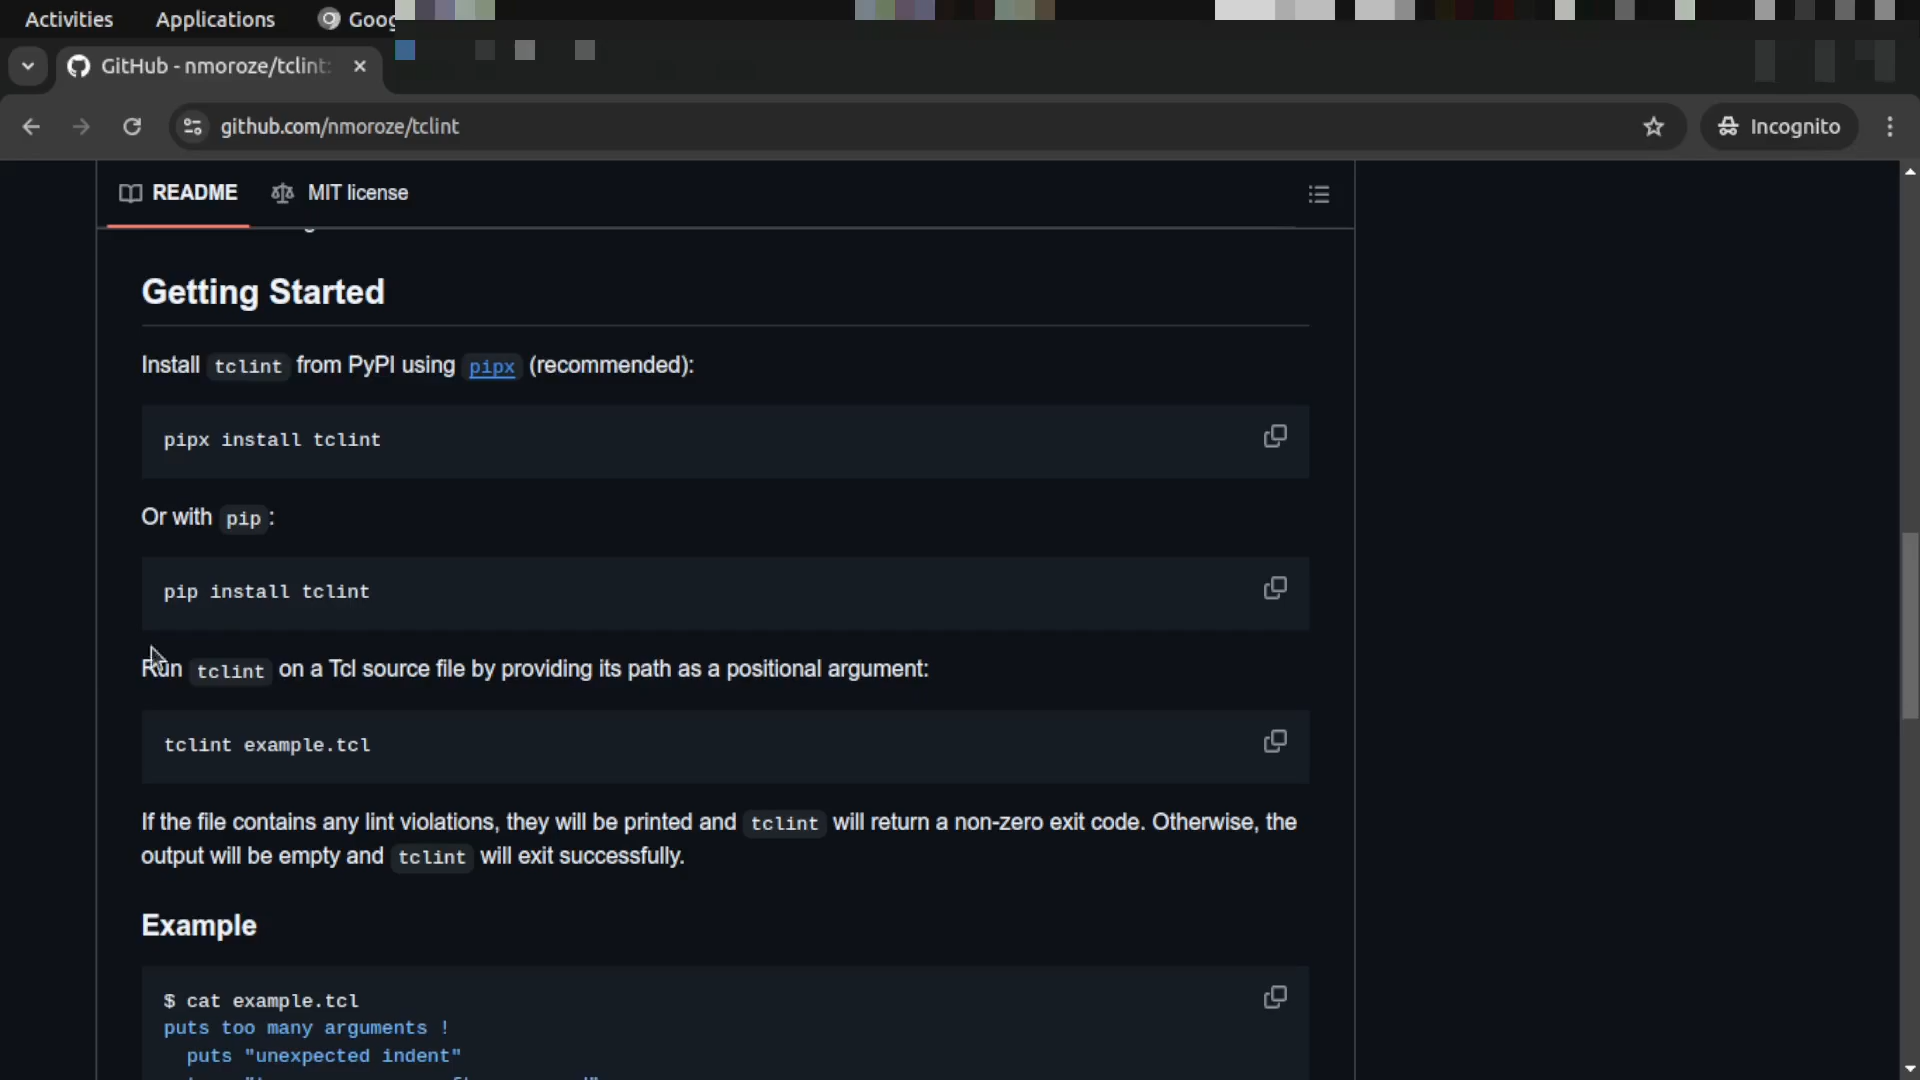 Activities Applications Goog
GitHub - nmoroze/tclint:
github.com/nmoroze/tclint Incognito
README MIT license
Getting Started
Install tclint from PyPI using pipx (recommended):
pipx install tclint
Or with pip:
pip install tclint
Run tclint on a Tcl source file by providing its path as a positional argument:
tclint example.tcl
If the file contains any lint violations, they will be printed and tclint will return a non-zero exit code. Otherwise, the
output will be empty and tclint will exit successfully.
Example
$ cat example.tcl
puts too many arguments !
puts "unexpected indent"